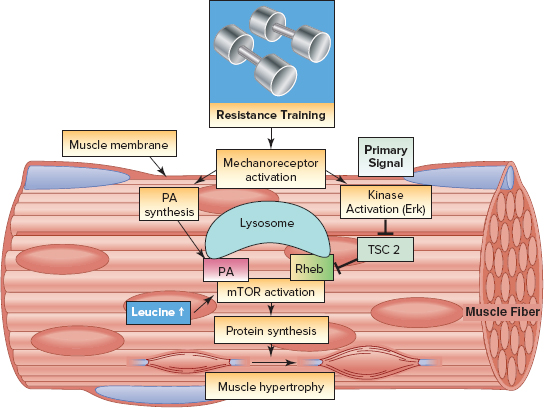 Resistance Training
Muscle membrane
Primary
Signal
Mechanoreceptor
activation
PA
synthesis
Kinase
Activation (Erk)
Lysosome
TSC 2
PA
Rheb
mTOR activation
Leucine ↑
Muscle Fiber
Protein synthesis
Muscle hypertrophy